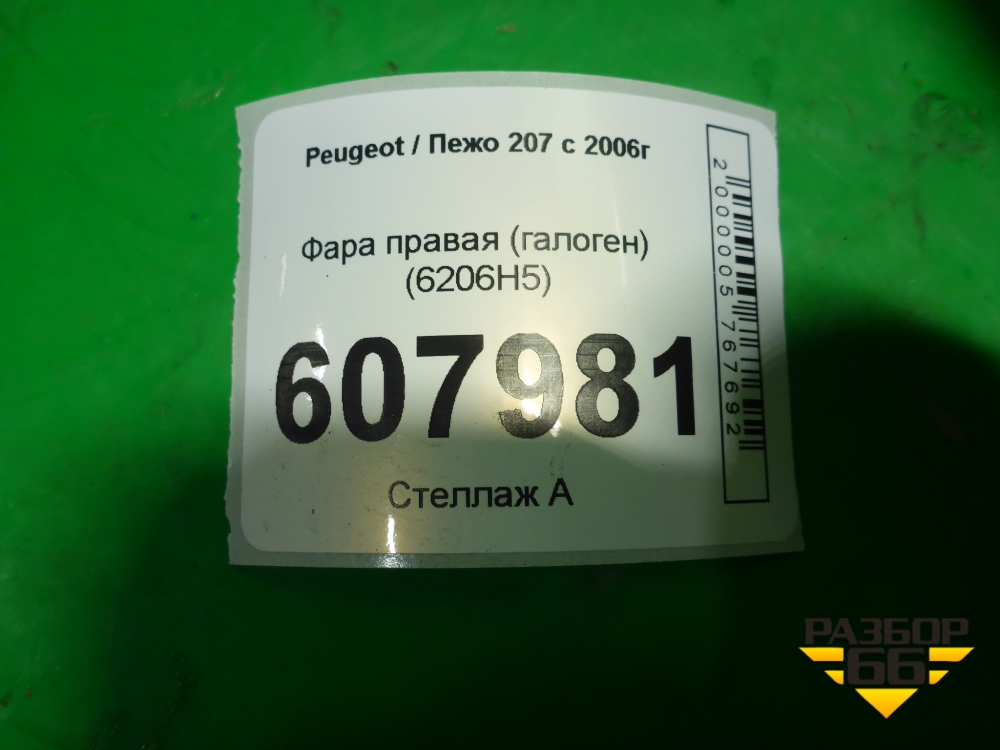 Peugeot / Пежо 207 с 2006г
Фара правая (галоген)
(6206H5)
607981
Стеллаж А
2000005767692
РАЗБОР
66